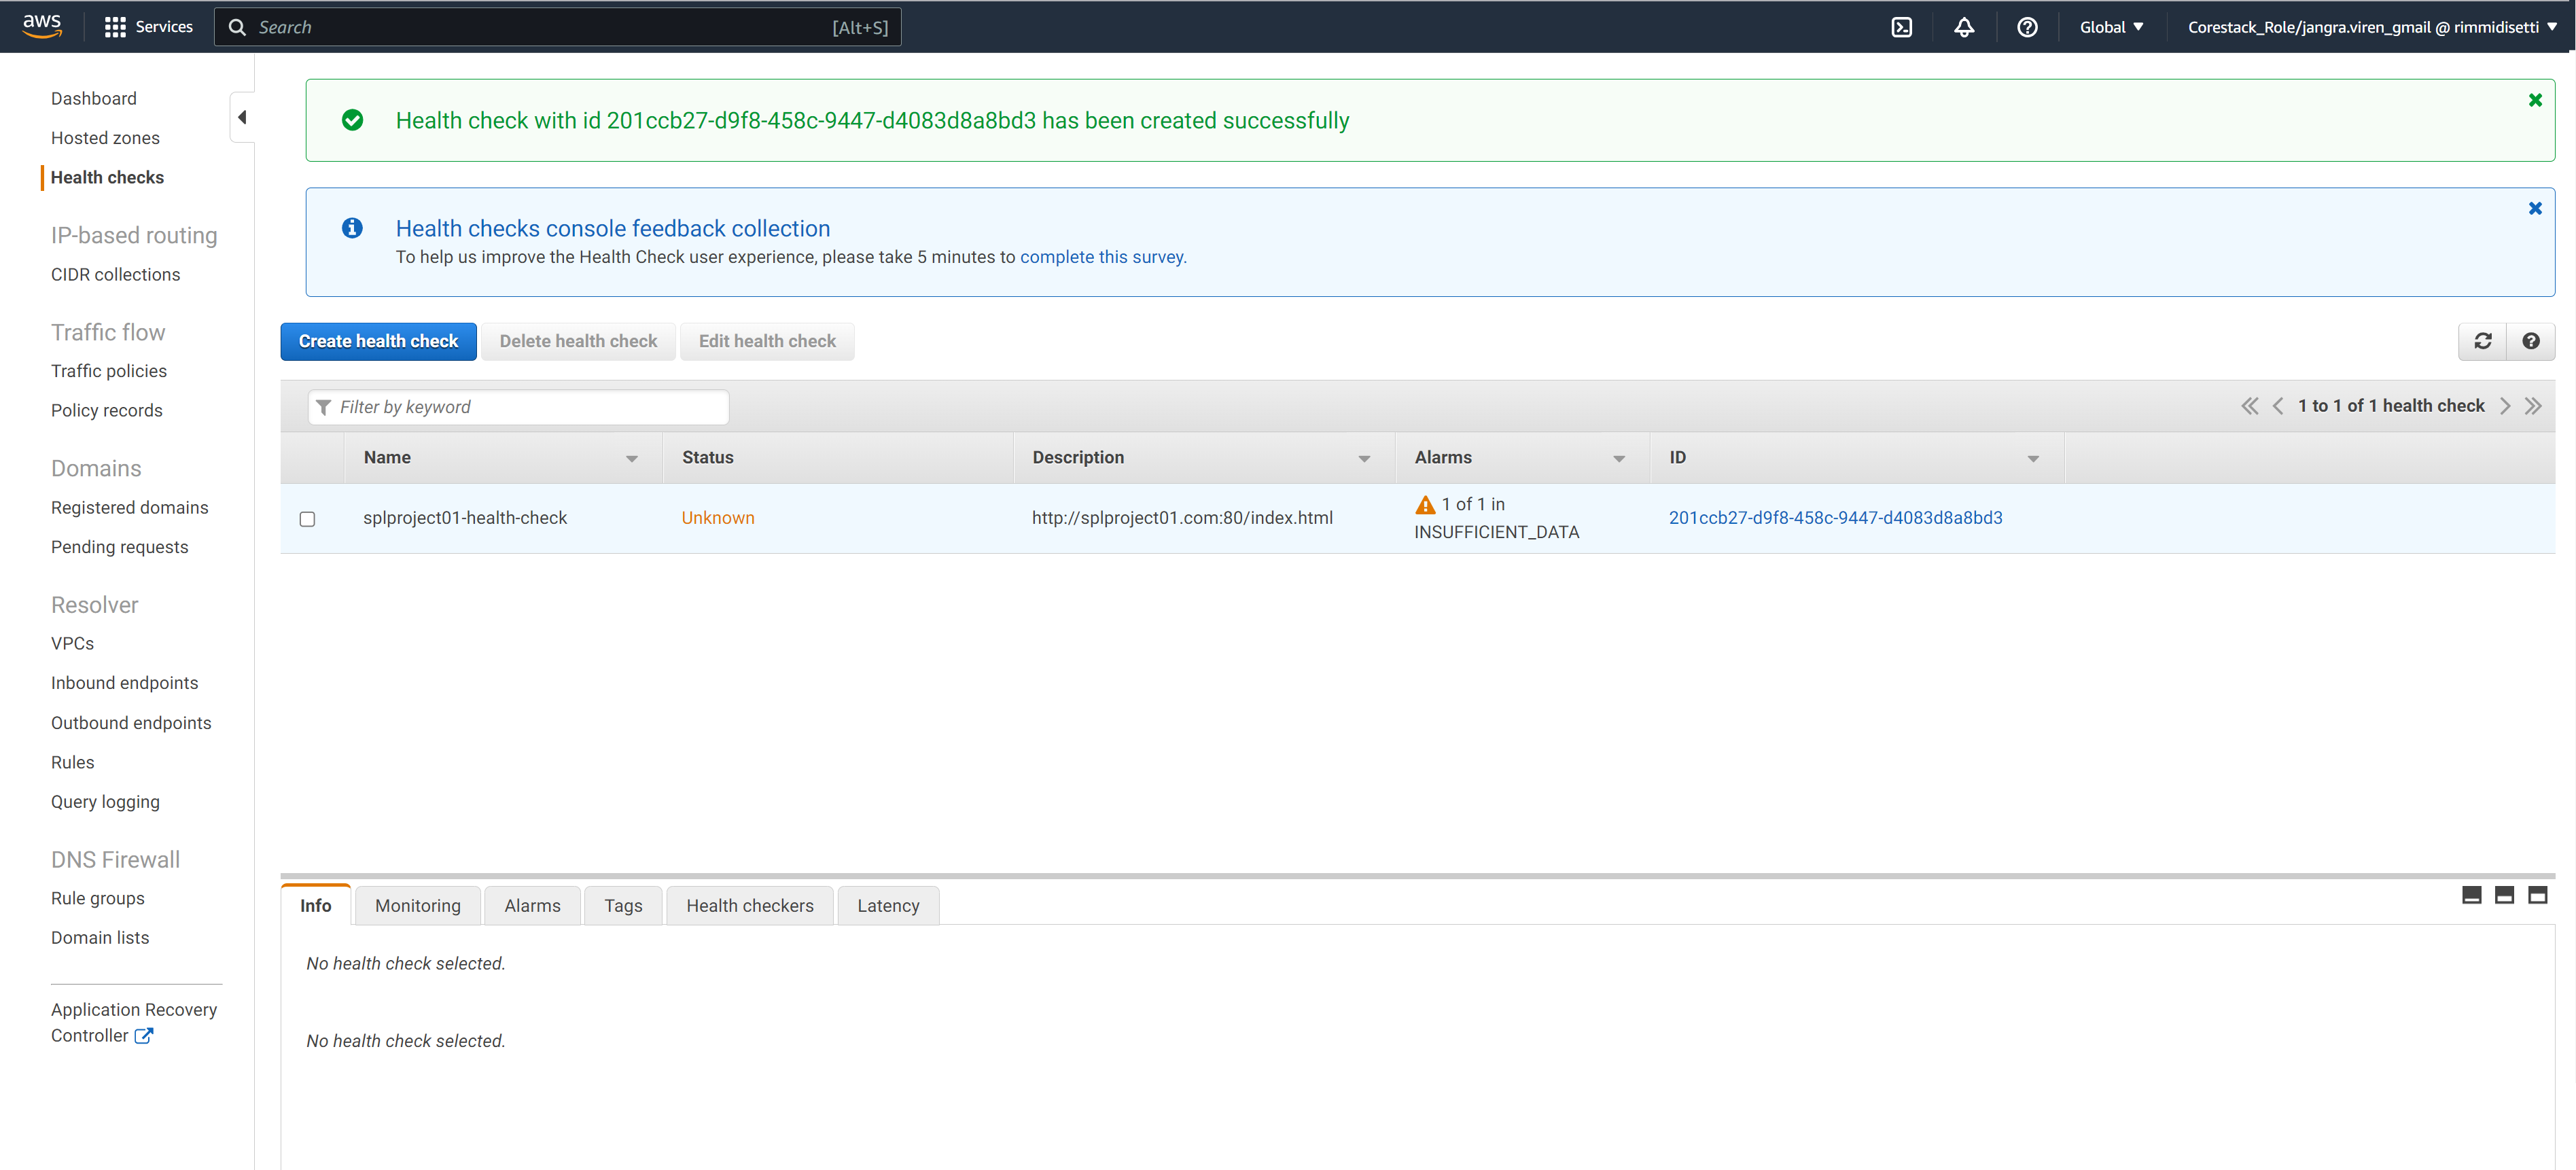 aws
Services
Search
[Alt+S]
Global
Corestack_Role/jangra.viren_gmail @ rimmidisetti
Dashboard
Hosted zones
Health checks
IP-based routing
CIDR collections
Traffic flow
Traffic policies
Policy records
Domains
Registered domains
Pending requests
Resolver
VPCs
Inbound endpoints
Outbound endpoints
Rules
Query logging
DNS Firewall
Rule groups
Domain lists
Application Recovery
Controller
Health check with id 201ccb27-d9f8-458c-9447-d4083d8a8bd3 has been created successfully
Health checks console feedback collection
To help us improve the Health Check user experience, please take 5 minutes to complete this survey.
Create health check
Delete health check
Edit health check
Filter by keyword
1 to 1 of 1 health check
Name
Status
Description
Alarms
ID
splproject01-health-check
Unknown
http://splproject01.com:80/index.html
1 of 1 in
INSUFFICIENT_DATA
201ccb27-d9f8-458c-9447-d4083d8a8bd3
Info
Monitoring
Alarms
Tags
Health checkers
Latency
No health check selected.
No health check selected.